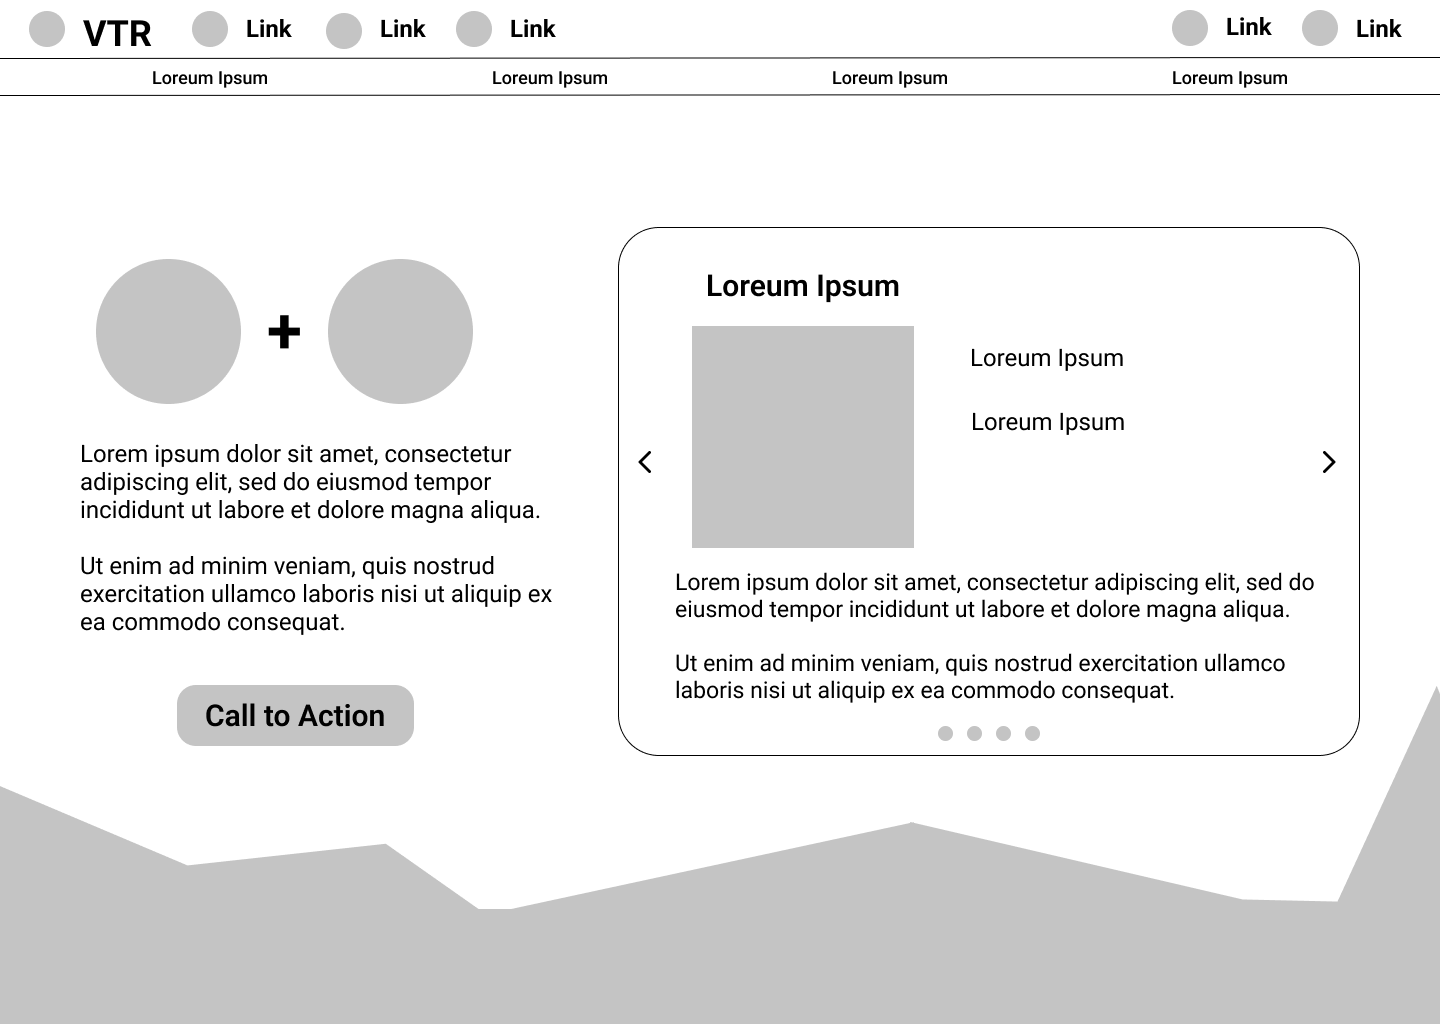 VTR Link Link Link Link Link
Loreum Ipsum Loreum Ipsum Loreum Ipsum Loreum Ipsum
+
Lorem ipsum dolor sit amet, consectetur
adipiscing elit, sed do eiusmod tempor
incididunt ut labore et dolore magna aliqua.
Ut enim ad minim veniam, quis nostrud
exercitation ullamco laboris nisi ut aliquip ex
ea commodo consequat.
Call to Action
Loreum Ipsum
Loreum Ipsum
Loreum Ipsum
Lorem ipsum dolor sit amet, consectetur adipiscing elit, sed do
eiusmod tempor incididunt ut labore et dolore magna aliqua.
Ut enim ad minim veniam, quis nostrud exercitation ullamco
laboris nisi ut aliquip ex ea commodo consequat.